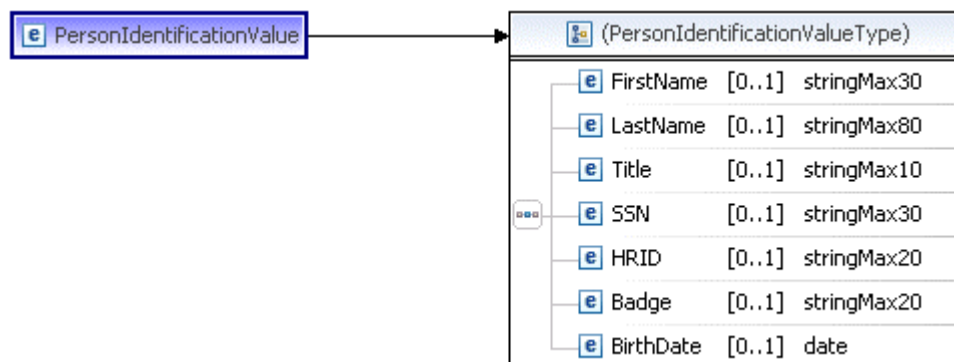 e PersonIdentificationValue
(PersonIdentificationValueType)
e FirstName [0..1] stringMax30
e LastName [0..1] stringMax80
e Title [0..1] stringMax10
e SSN [0..1] stringMax30
e HRID [0..1] stringMax20
e Badge [0..1] stringMax20
e BirthDate [0..1] date